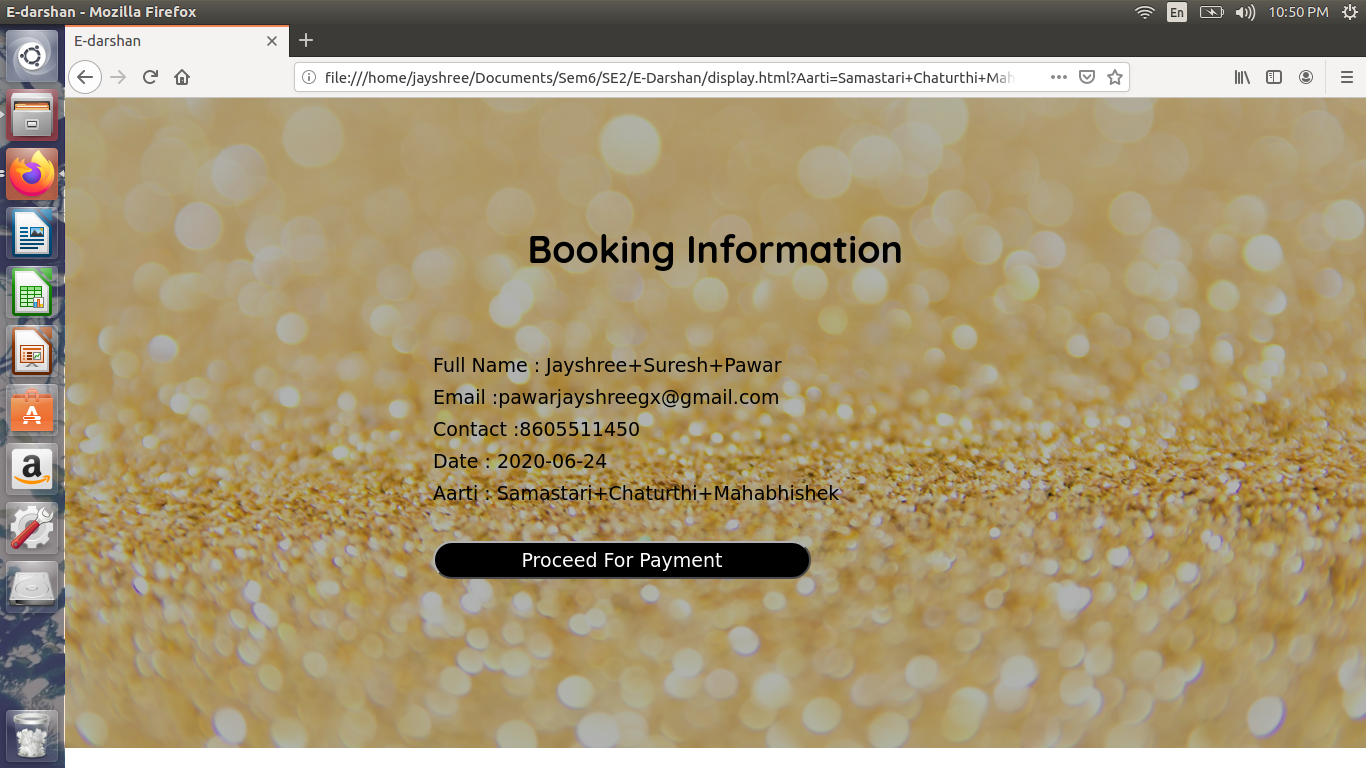 E-darshan - Mozilla Firefox
En
10:50 PM
E-darshan
file:///home/jayshree/Documents/Sem6/SE2/E-Darshan/display.html?Aarti=Samastari+Chaturthi+Mah
Booking Information
Full Name : Jayshree+Suresh+Pawar
Email :pawarjayshreegx@gmail.com
Contact :8605511450
Date : 2020-06-24
Aarti : Samastari+Chaturthi+Mahabhishek
Proceed For Payment